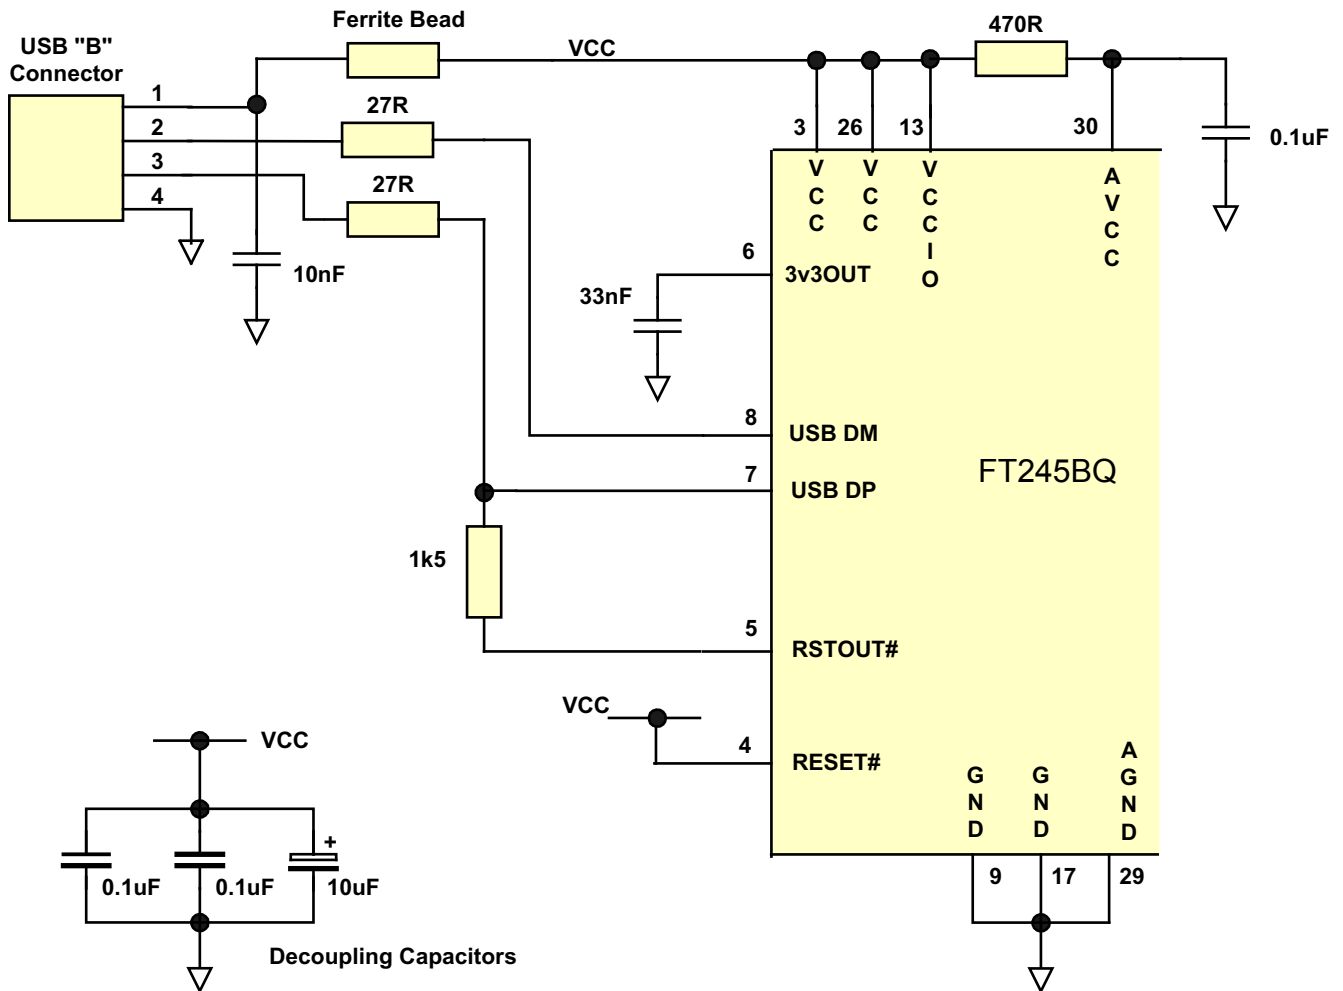 Ferrite Bead
470R
USB "B"
Connector
VCC
1
27R
2
3
26
13
30
0.1uF
3
27R
4
V
C
C
V
C
C
V
C
C
I
O
A
V
C
C
6
3v3OUT
10nF
33nF
8
USB DM
7
USB DP
FT245BQ
1k5
5
RSTOUT#
VCC
4
RESET#
VCC
G
N
D
G
N
D
A
G
N
D
+
0.1uF
0.1uF
10uF
9
17
29
Decoupling Capacitors